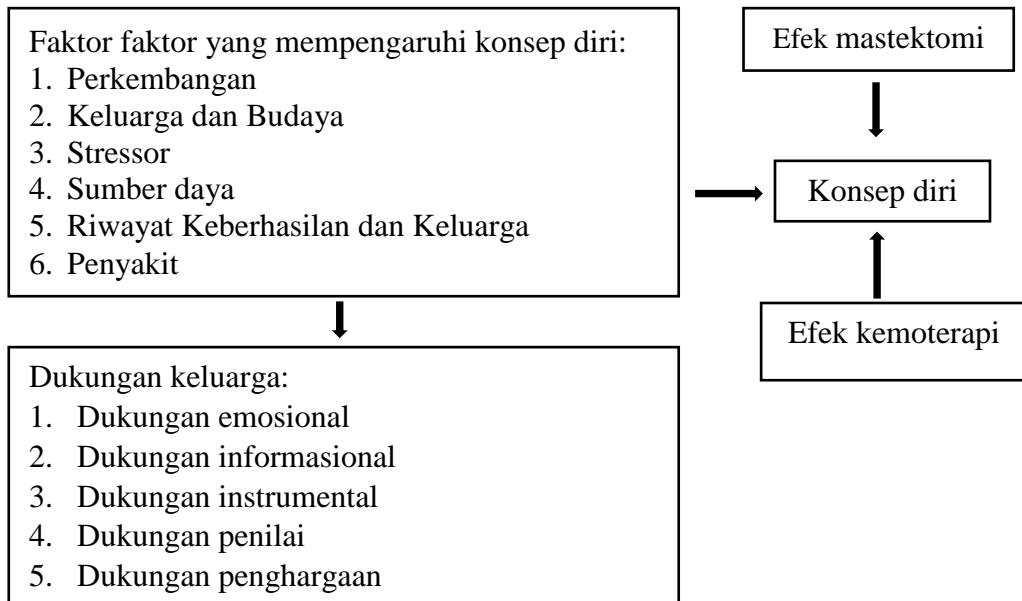 Faktor faktor yang mempengaruhi konsep diri:
1. Perkembangan
2. Keluarga dan Budaya
3. Stressor
4. Sumber daya
5. Riwayat Keberhasilan dan Keluarga
6. Penyakit
Efek mastektomi
Konsep diri
Efek kemoterapi
Dukungan keluarga:
1. Dukungan emosional
2. Dukungan informasional
3. Dukungan instrumental
4. Dukungan penilai
5. Dukungan penghargaan